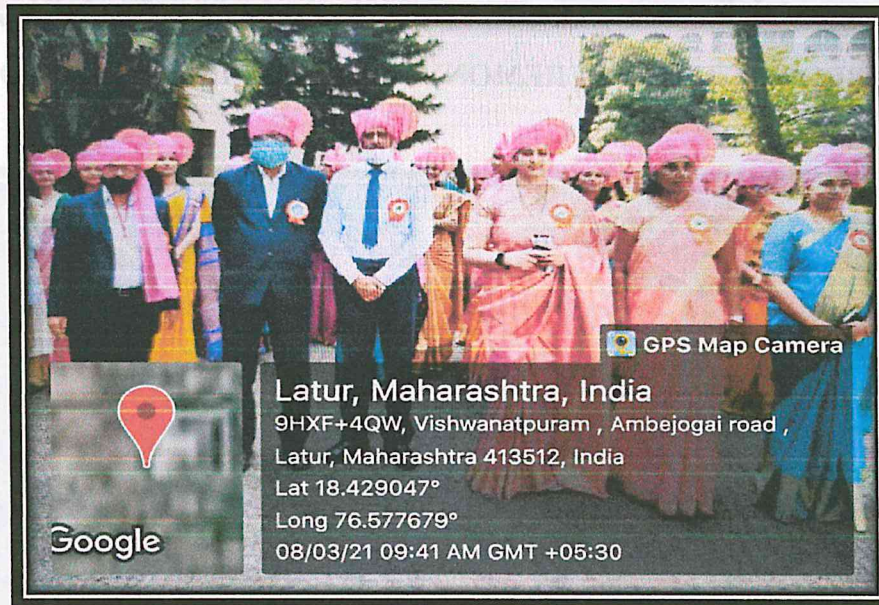 GPS Map Camera
Latur, Maharashtra, India
9HXF+4QW, Vishwanatpuram , Ambejogai road ,
Latur, Maharashtra 413512, India
Lat 18.429047°
Long 76.577679°
08/03/21 09:41 AM GMT +05:30
Google